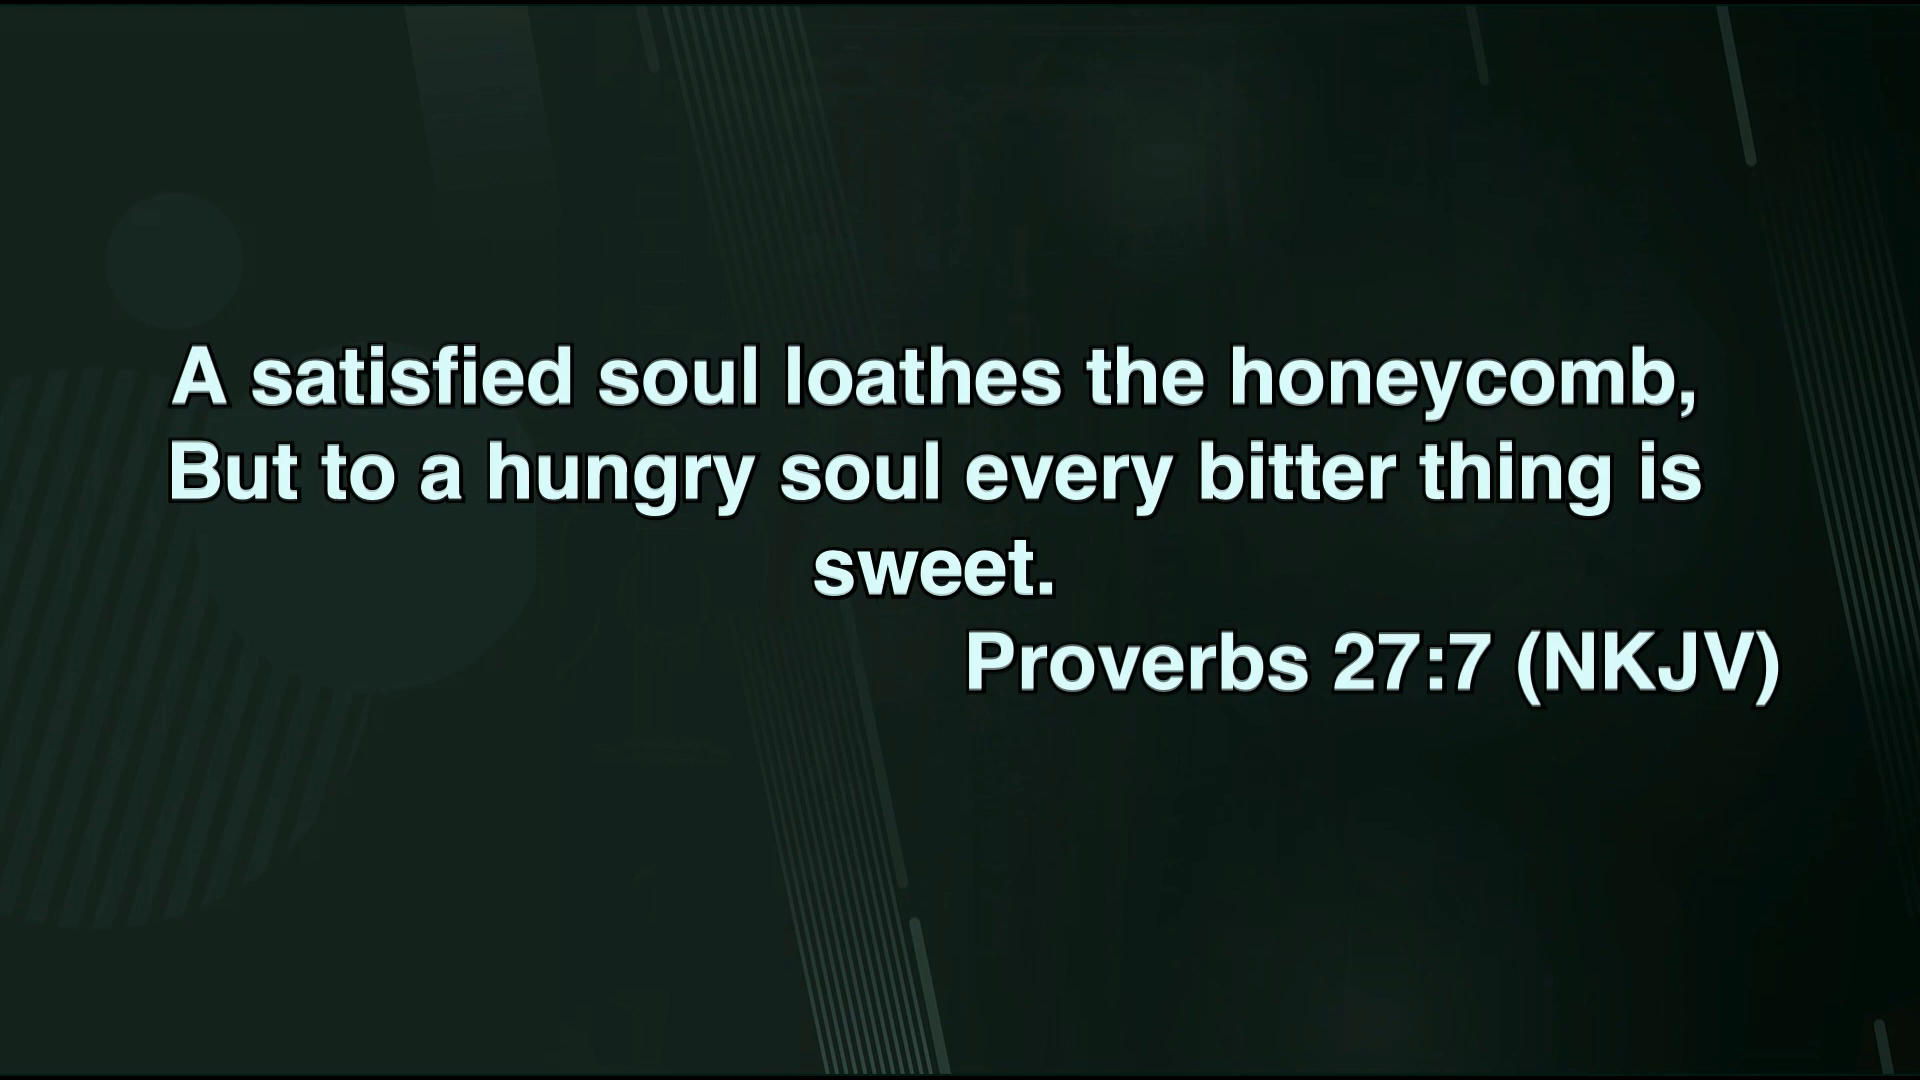 A satisfied soul loathes the honeycomb,
But to a hungry soul every bitter thing is
sweet.
Proverbs 27:7 (NKJV)